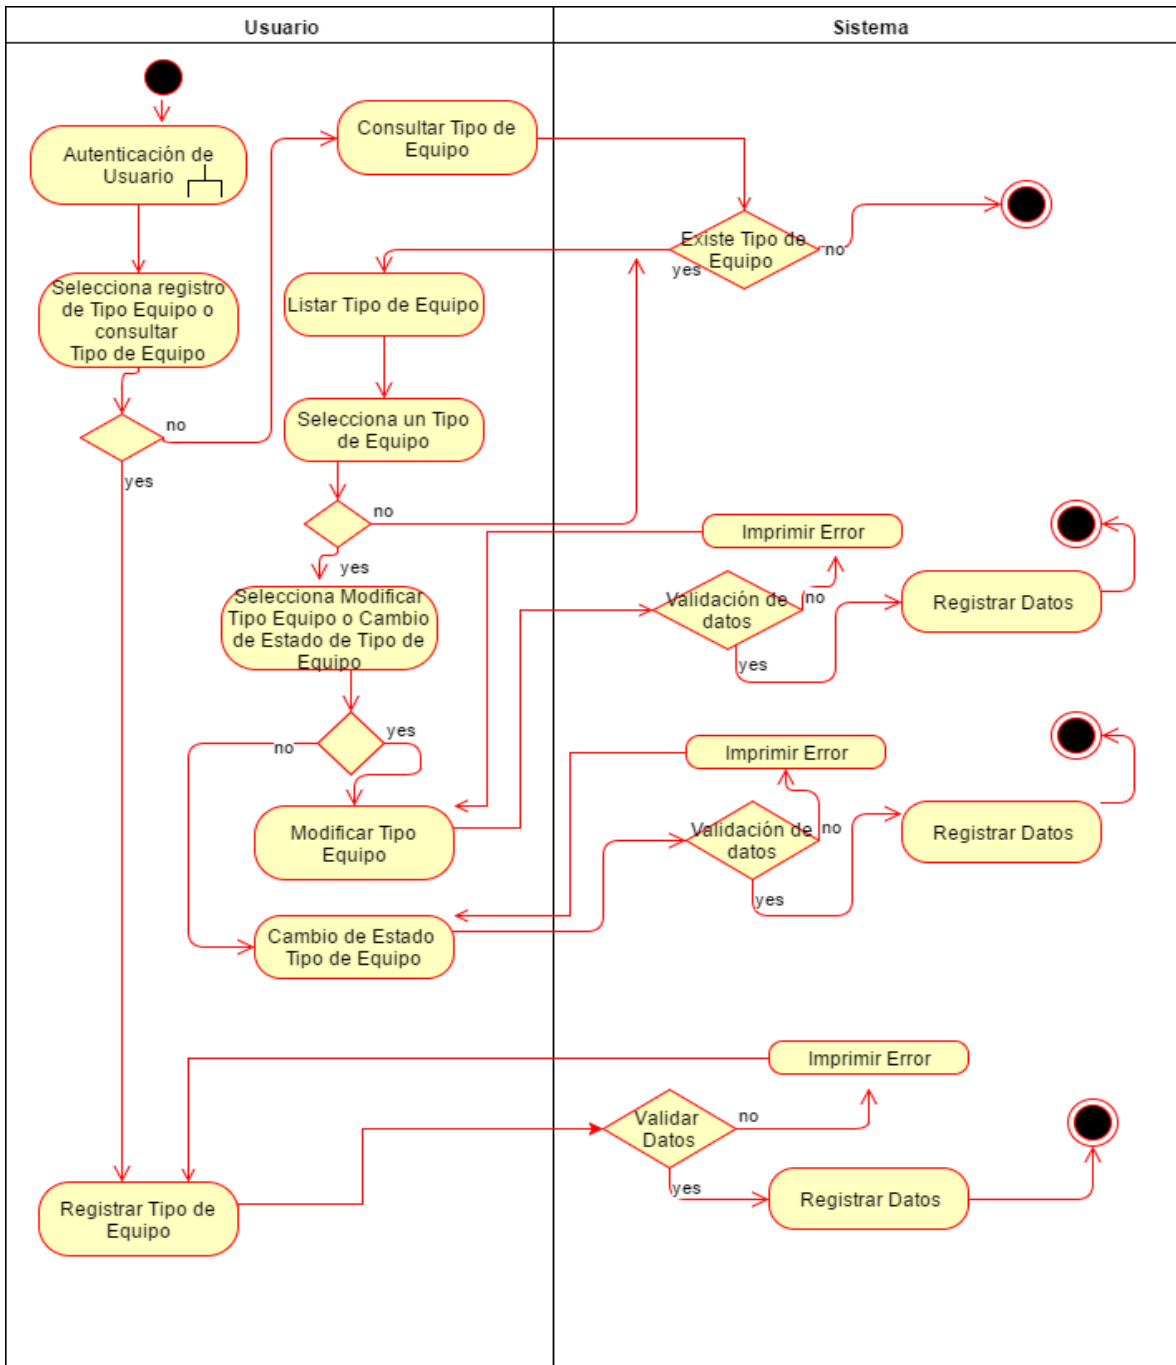 Usuario
Sistema
Autenticación de
Usuario
Consultar Tipo de
Equipo
Existe Tipo de
Equipo
no
yes
Selecciona registro
de Tipo Equipo o
consultar
Tipo de Equipo
Listar Tipo de Equipo
no
yes
Selecciona un Tipo
de Equipo
no
yes
Selecciona Modificar
Tipo Equipo o Cambio
de Estado de Tipo de
Equipo
Imprimir Error
Validación de
datos
no
yes
Registrar Datos
no
yes
Modificar Tipo
Equipo
Imprimir Error
Validación de
datos
no
yes
Registrar Datos
Cambio de Estado
Tipo de Equipo
Imprimir Error
Validar
Datos
no
yes
Registrar Datos
Registrar Tipo de
Equipo